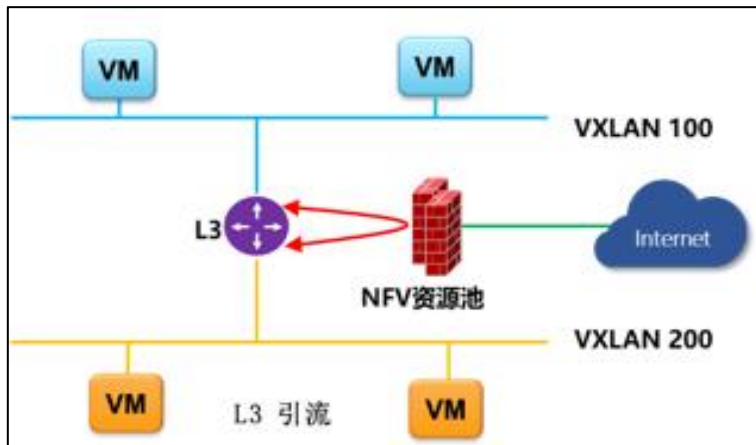 VM
VM
VXLAN 100
L3
Internet
NFV资源池
VXLAN 200
VM
VM
L3 引流